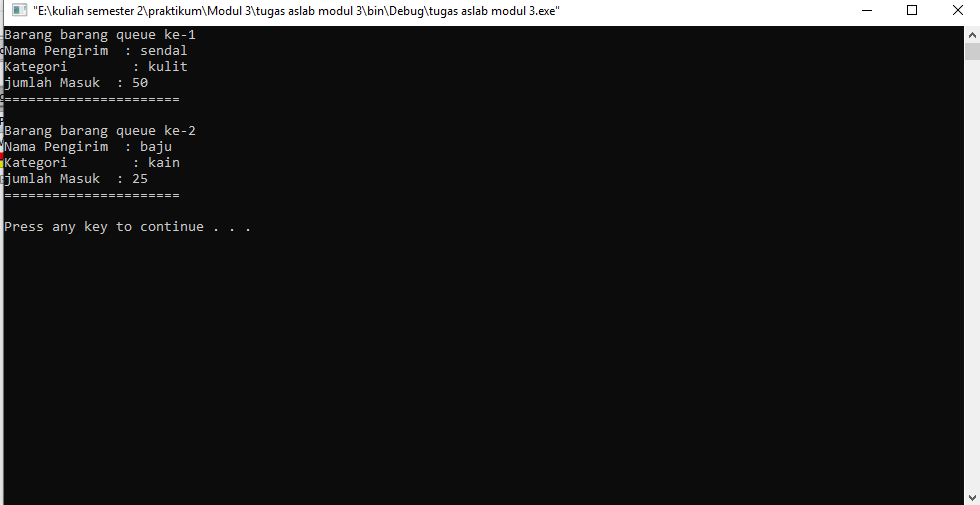 "E:\kuliah semester 2\praktikum\Modul 3\tugas aslab modul 3\bin\Debug\tugas aslab modul 3.exe"
Barang barang queue ke-1
Nama Pengirim  : sendal
Kategori        : kulit
jumlah Masuk  : 50
======================
Barang barang queue ke-2
Nama Pengirim  : baju
Kategori        : kain
jumlah Masuk  : 25
======================
Press any key to continue . . .